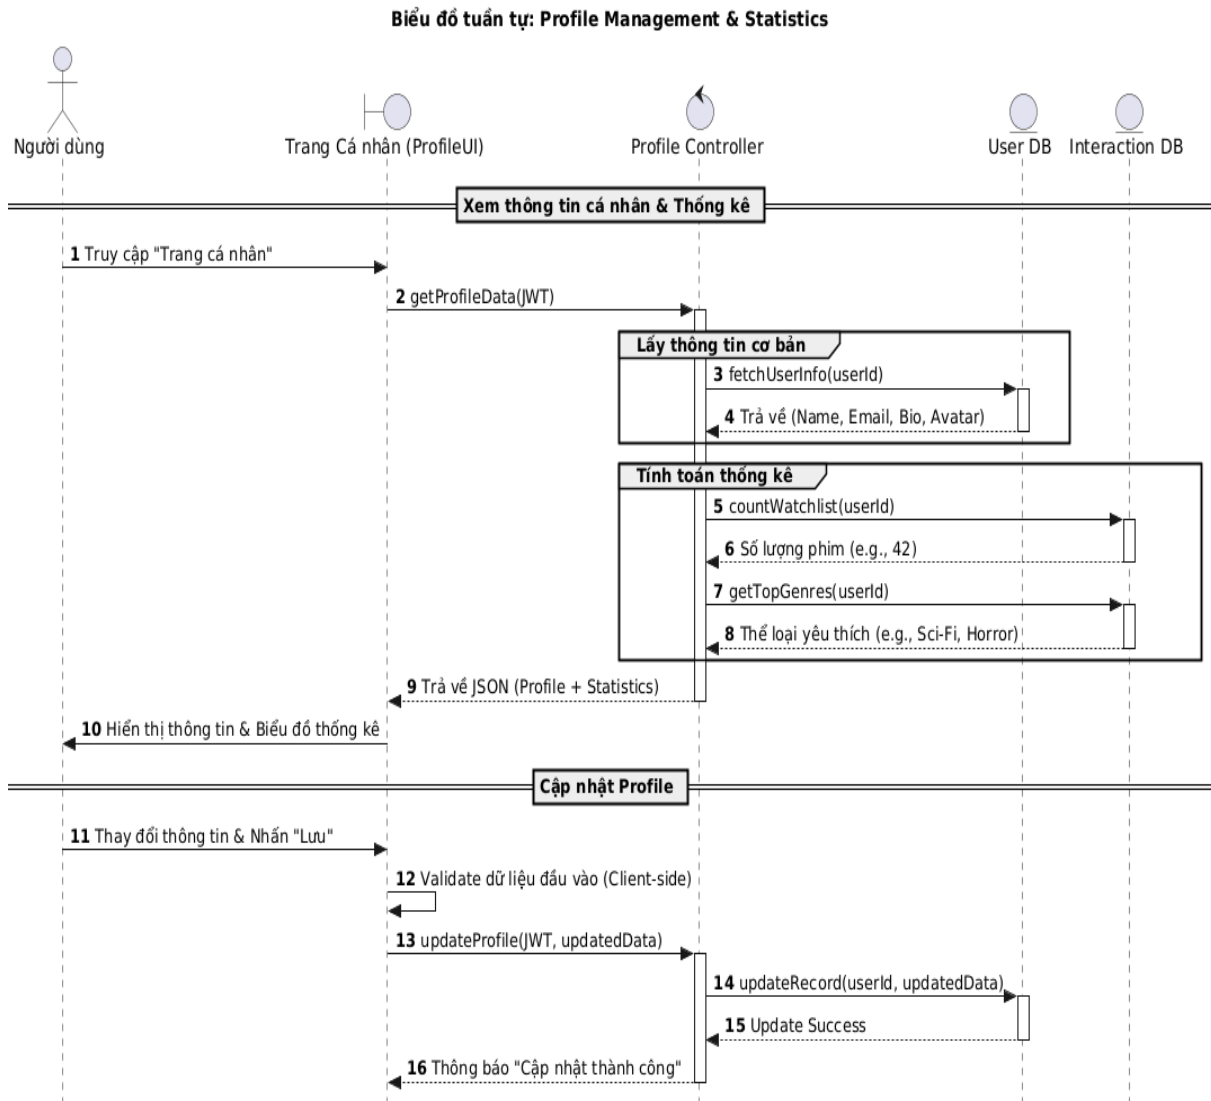 Biểu đồ tuần tự: Profile Management & Statistics
Người dùng
Trang Cá nhân (ProfileUI)
Profile Controller
User DB
Interaction DB
Xem thông tin cá nhân & Thống kê
1 Truy cập "Trang cá nhân"
2 getProfileData(JWT)
Lấy thông tin cơ bản
3 fetchUserInfo(userId)
4 Trả về (Name, Email, Bio, Avatar)
Tính toán thống kê
5 countWatchlist(userId)
6 Số lượng phim (e.g., 42)
7 getTopGenres(userId)
8 Thể loại yêu thích (e.g., Sci-Fi, Horror)
9 Trả về JSON (Profile + Statistics)
10 Hiển thị thông tin & Biểu đồ thống kê
Cập nhật Profile
11 Thay đổi thông tin & Nhấn "Lưu"
12 Validate dữ liệu đầu vào (Client-side)
13 updateProfile(JWT, updatedData)
14 updateRecord(userId, updatedData)
15 Update Success
16 Thông báo "Cập nhật thành công"